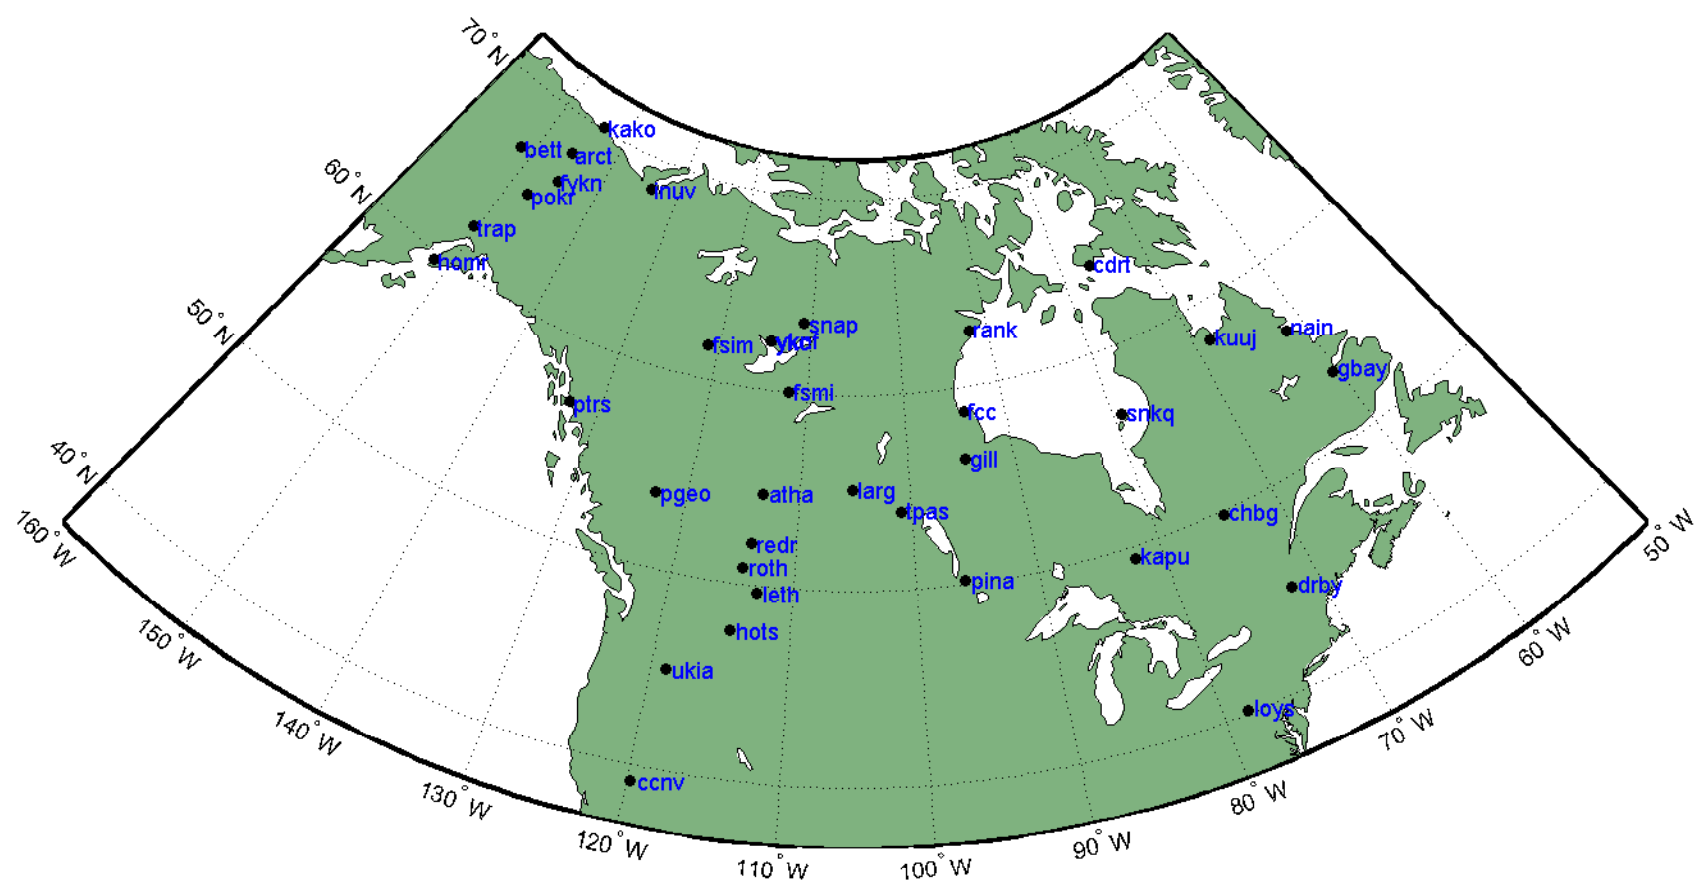 70° N
kako
bett
arct
fykn
inuv
pokr
60° N
trap
homr
cdrt
50° N
snap
rank
nain
kuuj
fsim
gbay
fsmi
ptrs
fcc
snkq
40° N
gill
pgeo
atha
larg
tpas
chbg
160° W
50° W
redr
kapu
roth
pina
drby
leth
hots
150° W
60° W
ukia
loys
140° W
70° W
ccnv
130° W
80° W
120° W
90° W
110° W
100° W